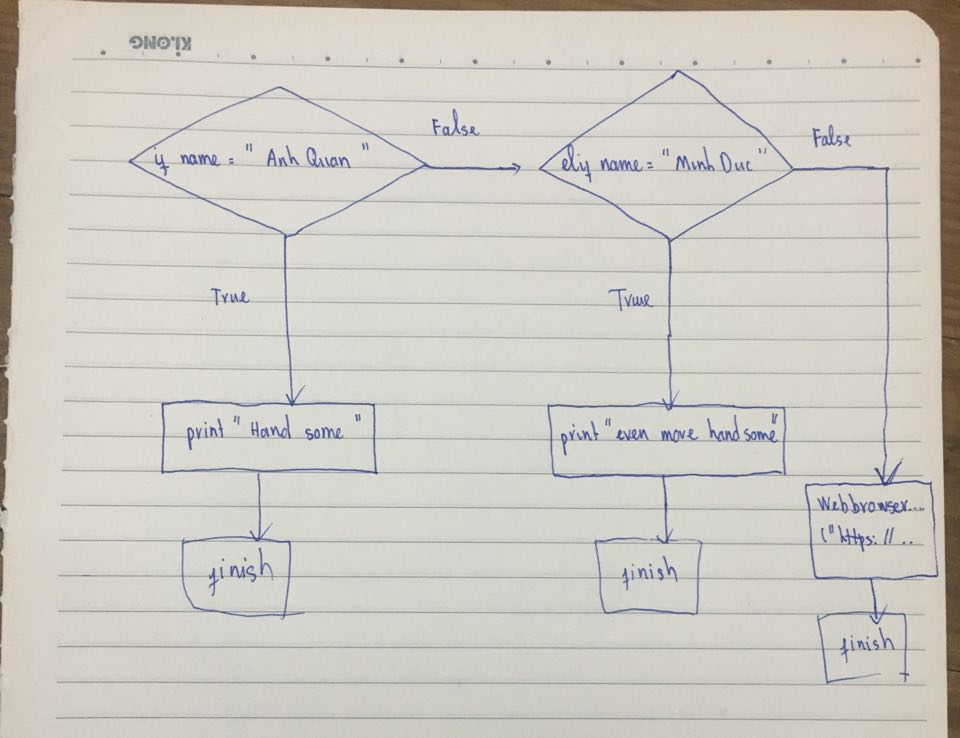 KLONG
False
False
if name = " Anh Quan "
elif name = "Minh Duc"
True
True
print " Hand some "
print "even more handsome"
Webbrowser....
("https: // ..
finish
finish
finish